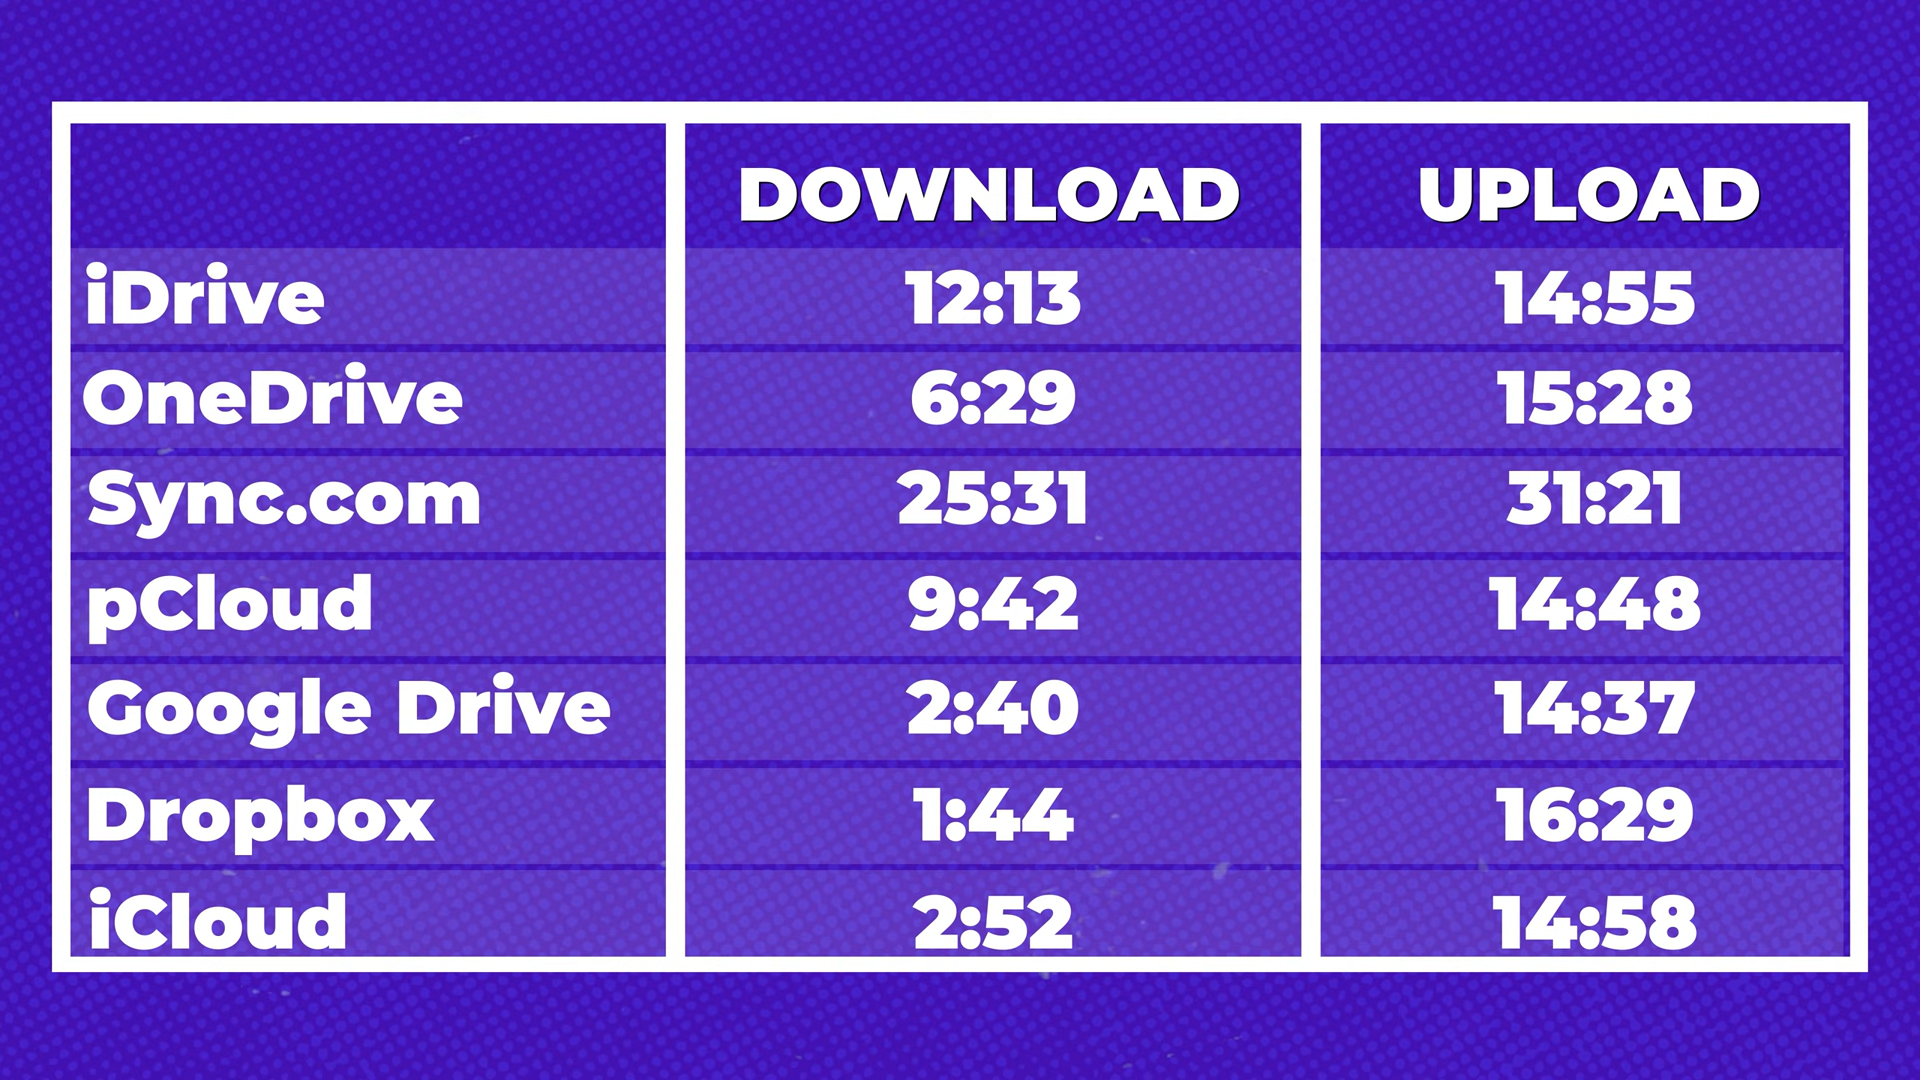 DOWNLOAD UPLOAD
iDrive 12:13 14:55
OneDrive 6:29 15:28
Sync.com 25:31 31:21
pCloud 9:42 14:48
Google Drive 2:40 14:37
Dropbox 1:44 16:29
iCloud 2:52 14:58